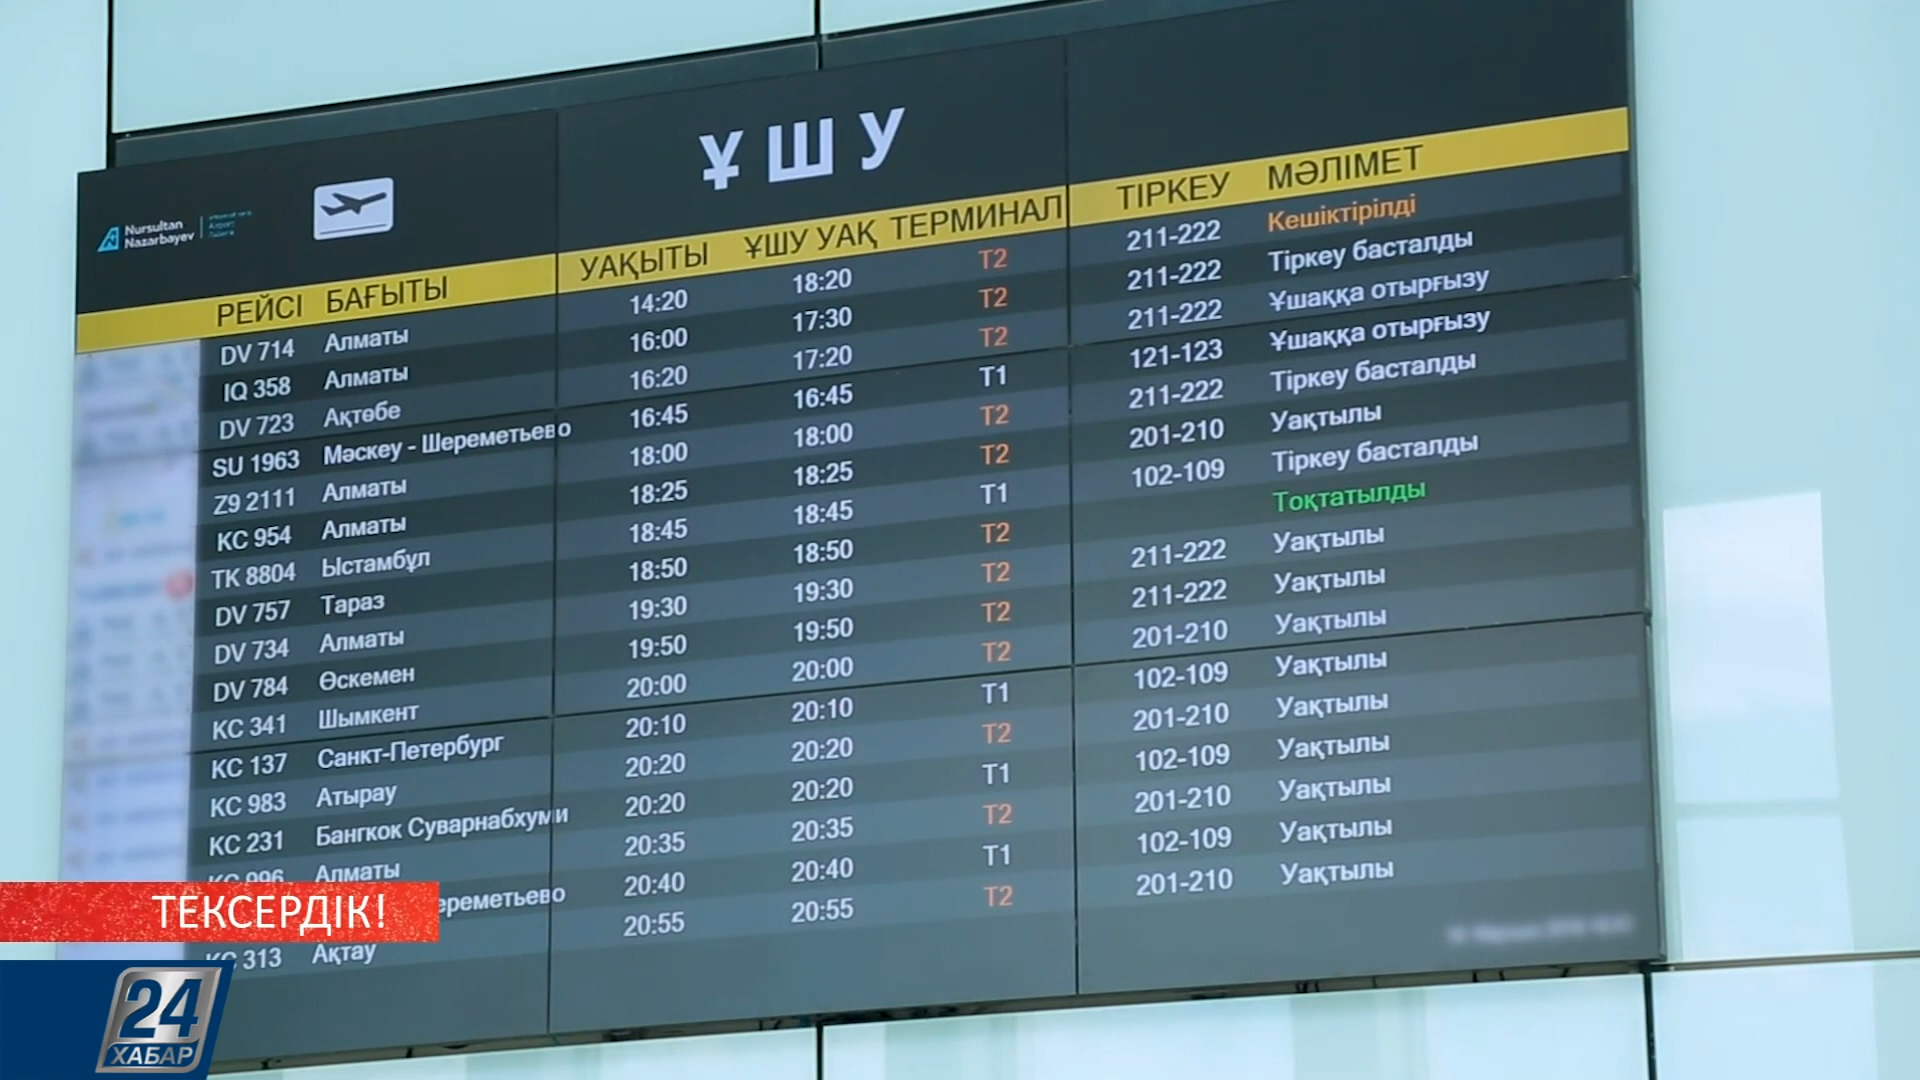 Nursultan
Nazarbayev
Ұ Ш У
РЕЙСІ БАҒЫТЫ УАҚЫТЫ ҰШУ УАҚ ТЕРМИНАЛ ТІРКЕУ МӘЛІМЕТ
DV 714 Алматы 14:20 18:20 T2 211-222 Кешіктірілді
IQ 358 Алматы 16:00 17:30 T2 211-222 Тіркеу басталды
DV 723 Ақтөбе 16:20 17:20 T2 211-222 Ұшаққа отырғызу
SU 1963 Мәскеу - Шереметьево 16:45 16:45 T1 121-123 Ұшаққа отырғызу
Z9 2111 Алматы 18:00 18:00 T2 211-222 Тіркеу басталды
KC 954 Алматы 18:25 18:25 T2 201-210 Уақтылы
TK 8804 Ыстамбұл 18:45 18:45 T1 102-109 Тіркеу басталды
DV 757 Тараз 18:50 18:50 T2 Тоқтатылды
DV 734 Алматы 19:30 19:30 T2 211-222 Уақтылы
DV 784 Өскемен 19:50 19:50 T2 211-222 Уақтылы
KC 341 Шымкент 20:00 20:00 T2 201-210 Уақтылы
KC 137 Санкт-Петербург 20:10 20:10 T1 102-109 Уақтылы
KC 983 Атырау 20:20 20:20 T2 201-210 Уақтылы
KC 231 Бангкок Суварнабхуми 20:20 20:20 T1 102-109 Уақтылы
KC 996 Алматы 20:35 20:35 T2 201-210 Уақтылы
ереметьево 20:40 20:40 T1 102-109 Уақтылы
KC 313 Ақтау 20:55 20:55 T2 201-210 Уақтылы
ТЕКСЕРДІК!
24
ХАБАР